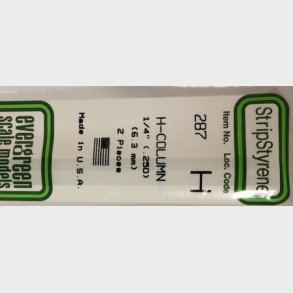 StripStyrene
Item No. Loc. Code
287
H
H-COLUMN
1/4" (.250)
(6.3 mm)
2 Pieces
Made in U.S.A.
evergreen
scale models